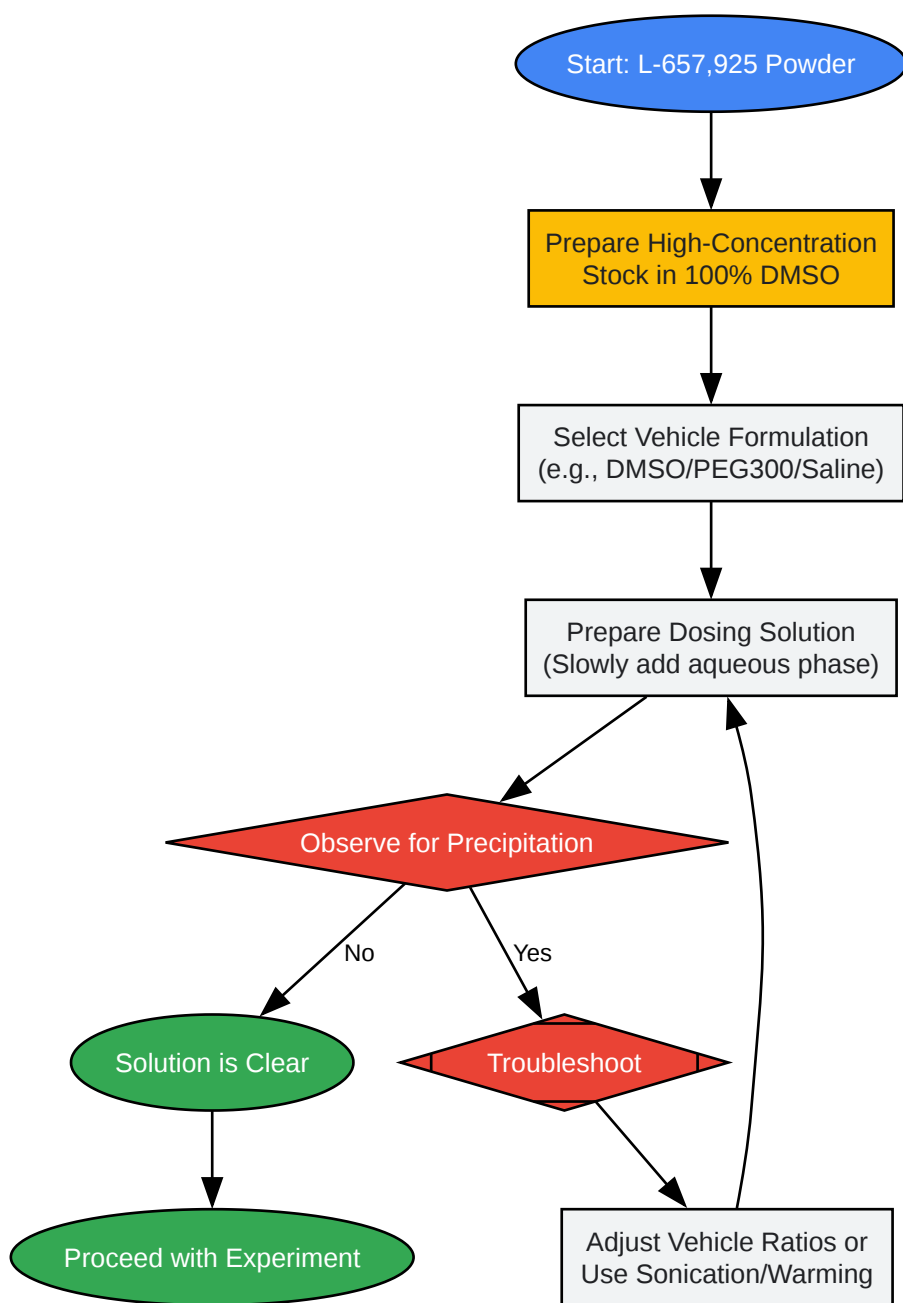 Start: L-657,925 Powder
Prepare High-Concentration
Stock in 100% DMSO
Select Vehicle Formulation
(e.g., DMSO/PEG300/Saline)
Prepare Dosing Solution
(Slowly add aqueous phase)
Observe for Precipitation
No
Yes
Solution is Clear
Troubleshoot
Proceed with Experiment
Adjust Vehicle Ratios or
Use Sonication/Warming